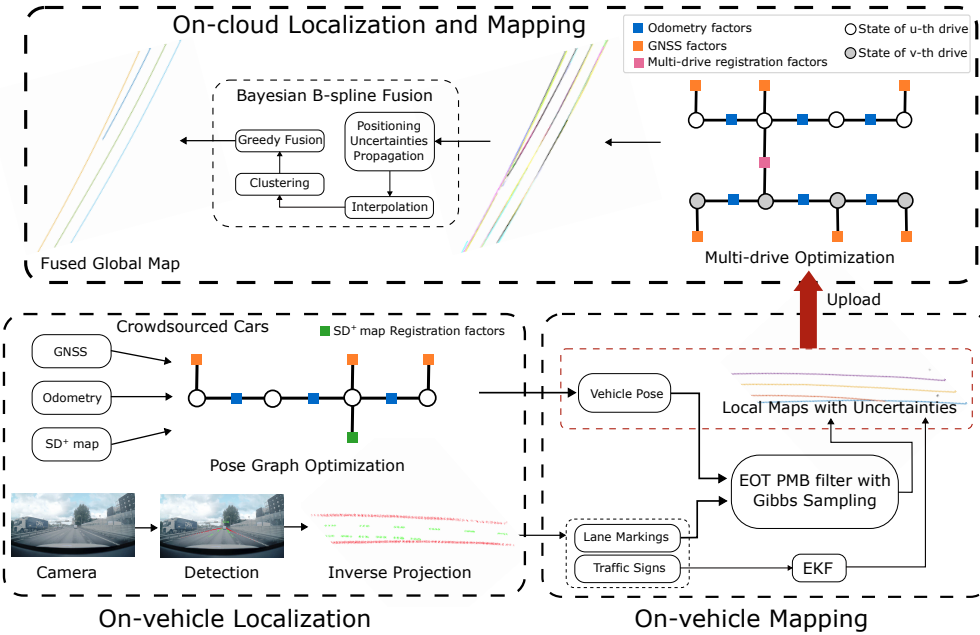 On-cloud Localization and Mapping
Odometry factors
GNSS factors
Multi-drive registration factors
State of u-th drive
State of v-th drive
Bayesian B-spline Fusion
Greedy Fusion
Clustering
Positioning
Uncertainties
Propagation
Interpolation
Fused Global Map
Multi-drive Optimization
Upload
Crowdsourced Cars
SD⁺ map Registration factors
GNSS
Odometry
SD⁺ map
Pose Graph Optimization
Camera
Detection
Inverse Projection
On-vehicle Localization
Vehicle Pose
Local Maps with Uncertainties
EOT PMB filter with
Gibbs Sampling
Lane Markings
Traffic Signs
EKF
On-vehicle Mapping